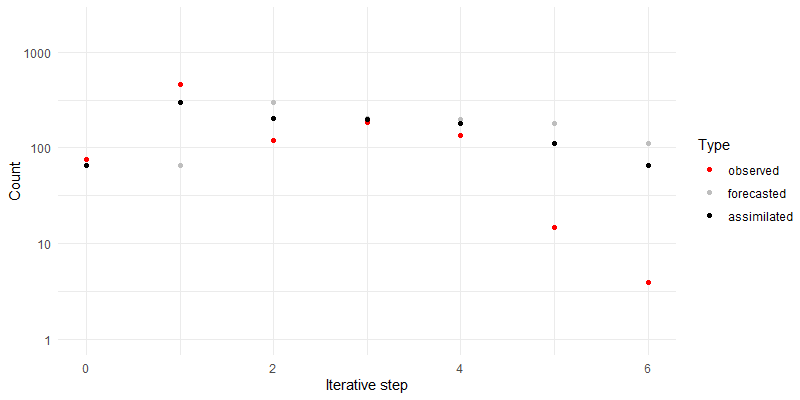 1000
100
10
1
Count
0
2
4
6
Iterative step
Type
observed
forecasted
assimilated